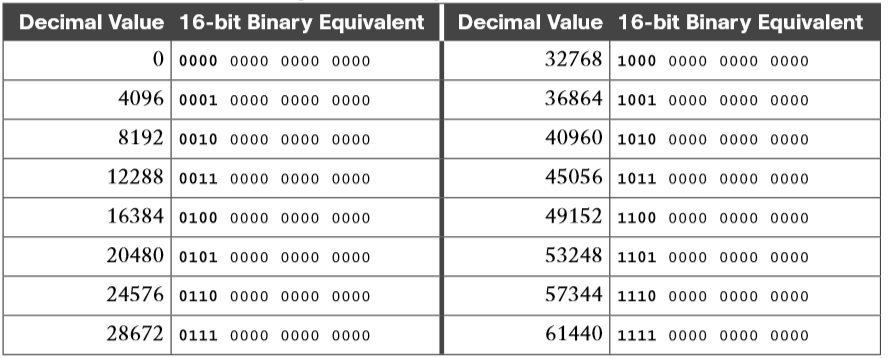 Decimal Value 16-bit Binary Equivalent Decimal Value 16-bit Binary Equivalent
0 0000 0000 0000 0000 32768 1000 0000 0000 0000
4096 0001 0000 0000 0000 36864 1001 0000 0000 0000
8192 0010 0000 0000 0000 40960 1010 0000 0000 0000
12288 0011 0000 0000 0000 45056 1011 0000 0000 0000
16384 0100 0000 0000 0000 49152 1100 0000 0000 0000
20480 0101 0000 0000 0000 53248 1101 0000 0000 0000
24576 0110 0000 0000 0000 57344 1110 0000 0000 0000
28672 0111 0000 0000 0000 61440 1111 0000 0000 0000